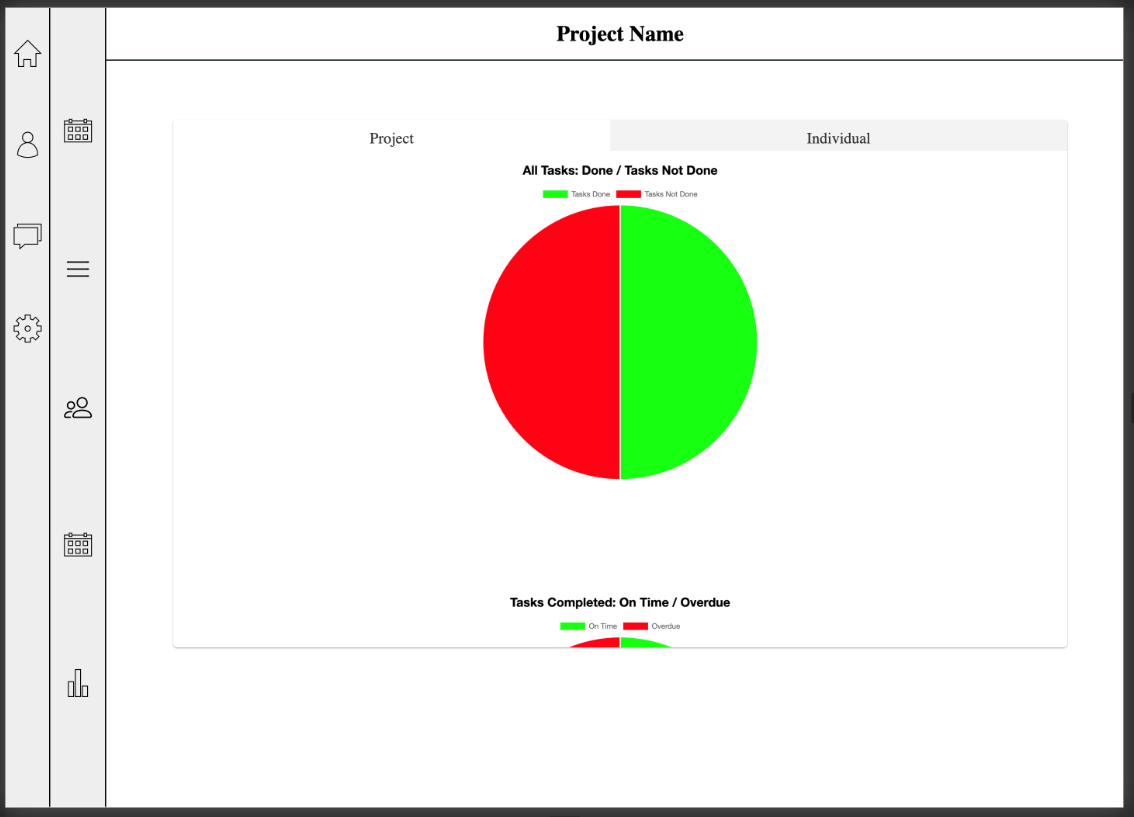 Project Name
Project
Individual
All Tasks: Done / Tasks Not Done
Tasks Done
Tasks Not Done
Tasks Completed: On Time / Overdue
On Time
Overdue